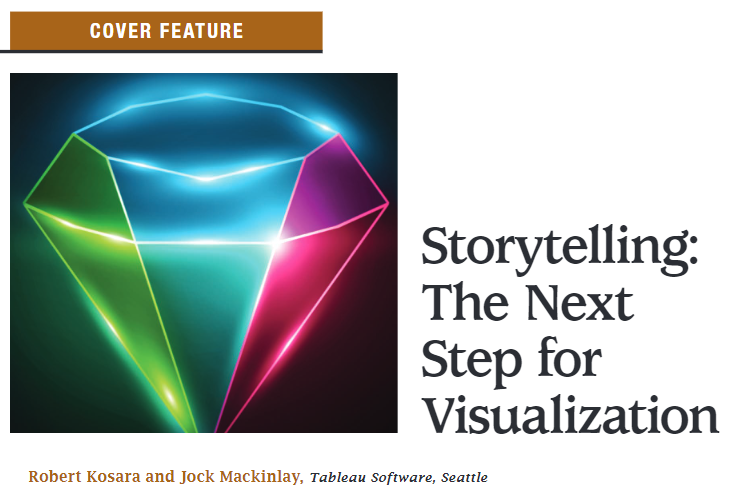 COVER FEATURE
Storytelling:
The Next
Step for
Visualization
Robert Kosara and Jock Mackinlay, Tableau Software, Seattle